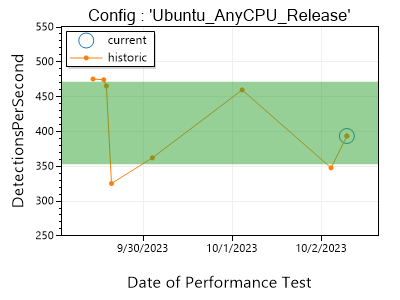 Config : 'Ubuntu_AnyCPU_Release'
current
historic
DetectionsPerSecond
550
500
450
400
350
300
250
9/30/2023
10/1/2023
10/2/2023
Date of Performance Test